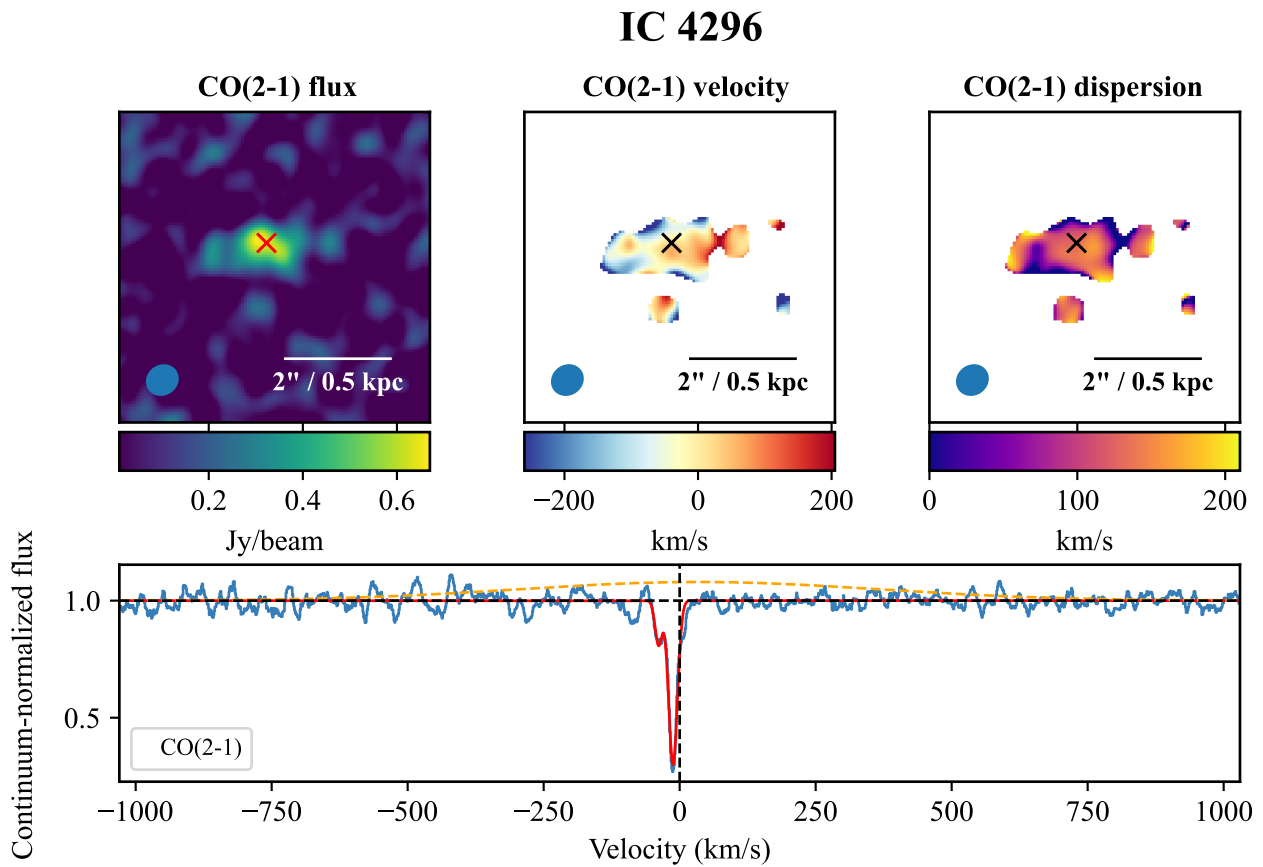 IC 4296
CO(2-1) flux
CO(2-1) velocity
CO(2-1) dispersion
2" / 0.5 kpc
2" / 0.5 kpc
2" / 0.5 kpc
0.2 0.4 0.6
−200 0 200
0 100 200
Jy/beam
km/s
km/s
Continuum-normalized flux
1.0
0.5
CO(2-1)
−1000 −750 −500 −250 0 250 500 750 1000
Velocity (km/s)